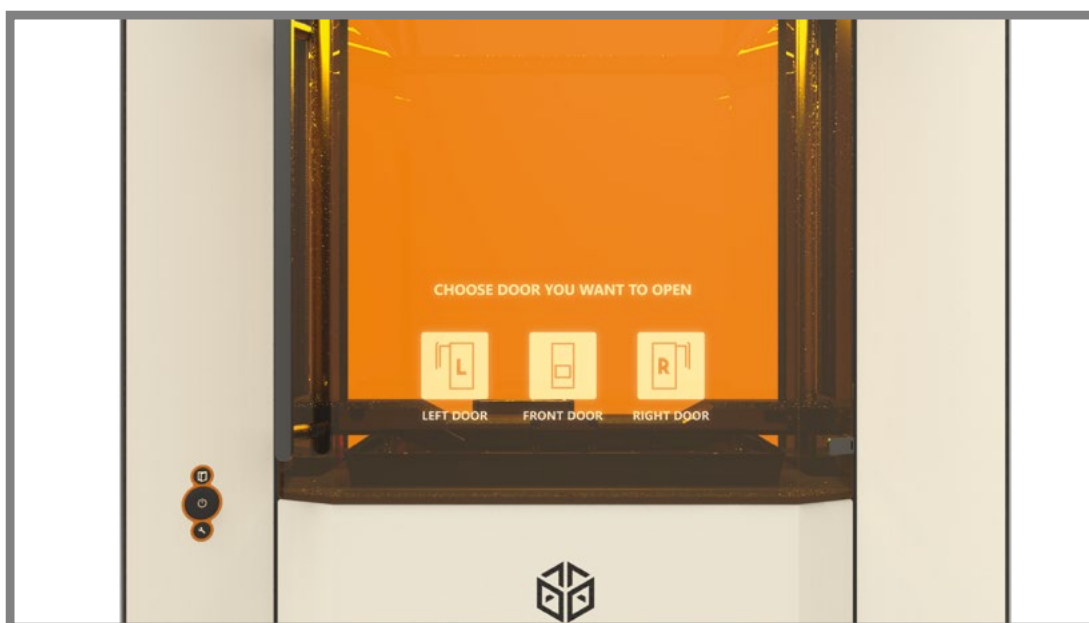 CHOOSE DOOR YOU WANT TO OPEN
L
R
LEFT DOOR FRONT DOOR RIGHT DOOR